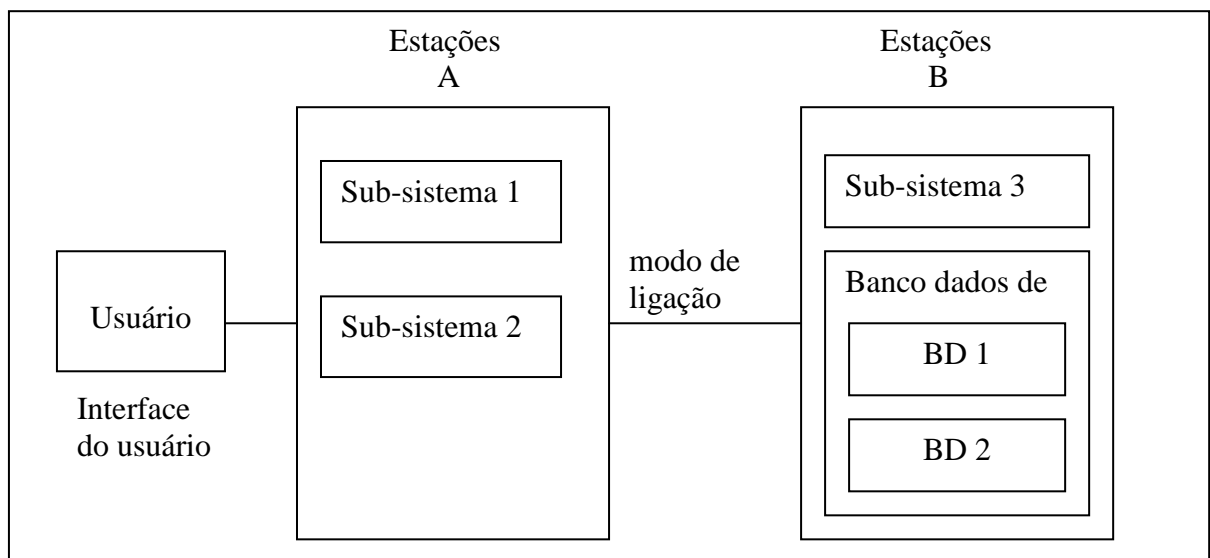 Estações
A
Estações
B
Sub-sistema 1
Sub-sistema 2
Usuário
Interface
do usuário
modo de
ligação
Sub-sistema 3
Banco dados de
BD 1
BD 2